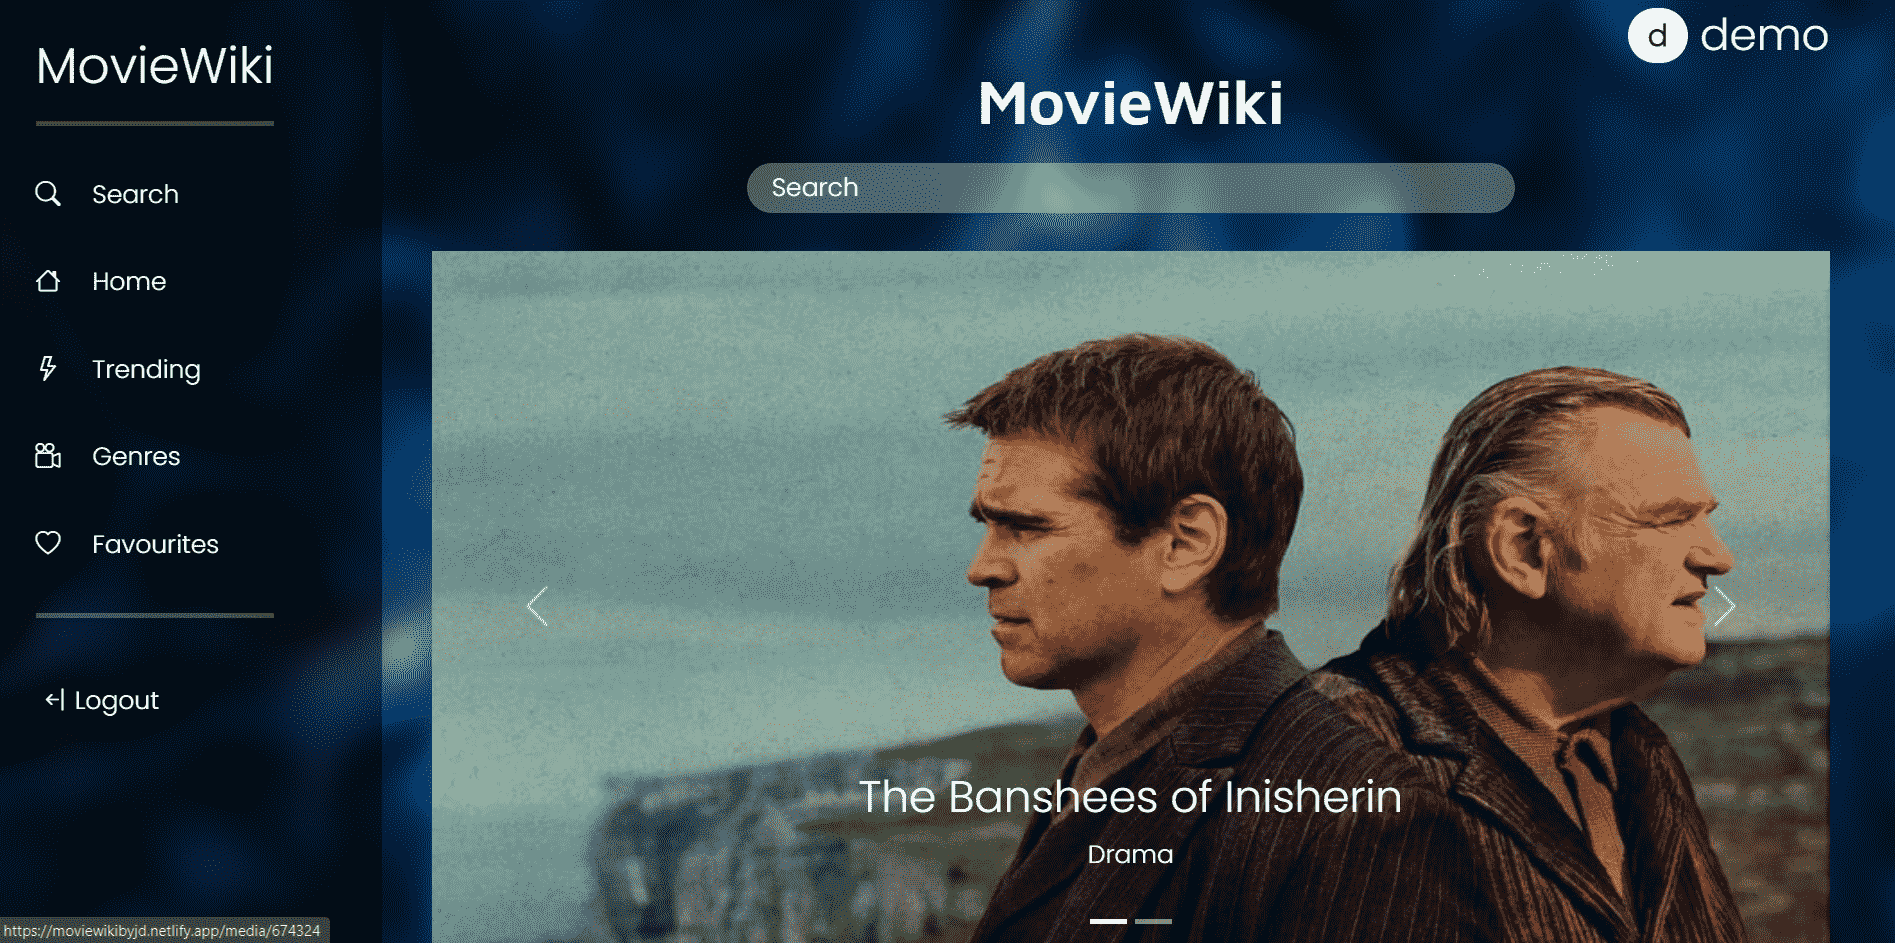 MovieWiki
Search
Home
Trending
Genres
Favourites
Logout
d demo
MovieWiki
Search
The Banshees of Inisherin
Drama
https://moviewikibyjd.netlify.app/media/674324